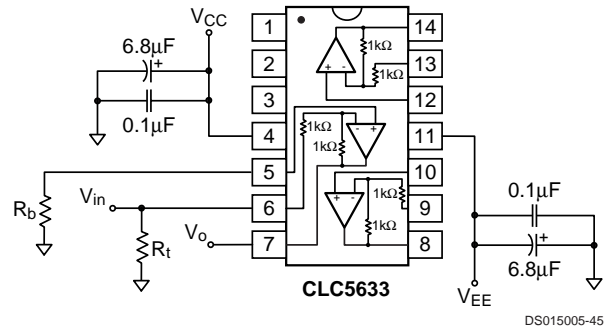 VCC
6.8µF
+
0.1µF
1
2
3
4
5
6
7
14
13
12
11
10
9
8
1kΩ
1kΩ
+ -
1kΩ
1kΩ
- +
1kΩ
1kΩ
+ -
Rb
Vin
Rt
Vo
0.1µF
+
6.8µF
VEE
CLC5633
DS015005-45